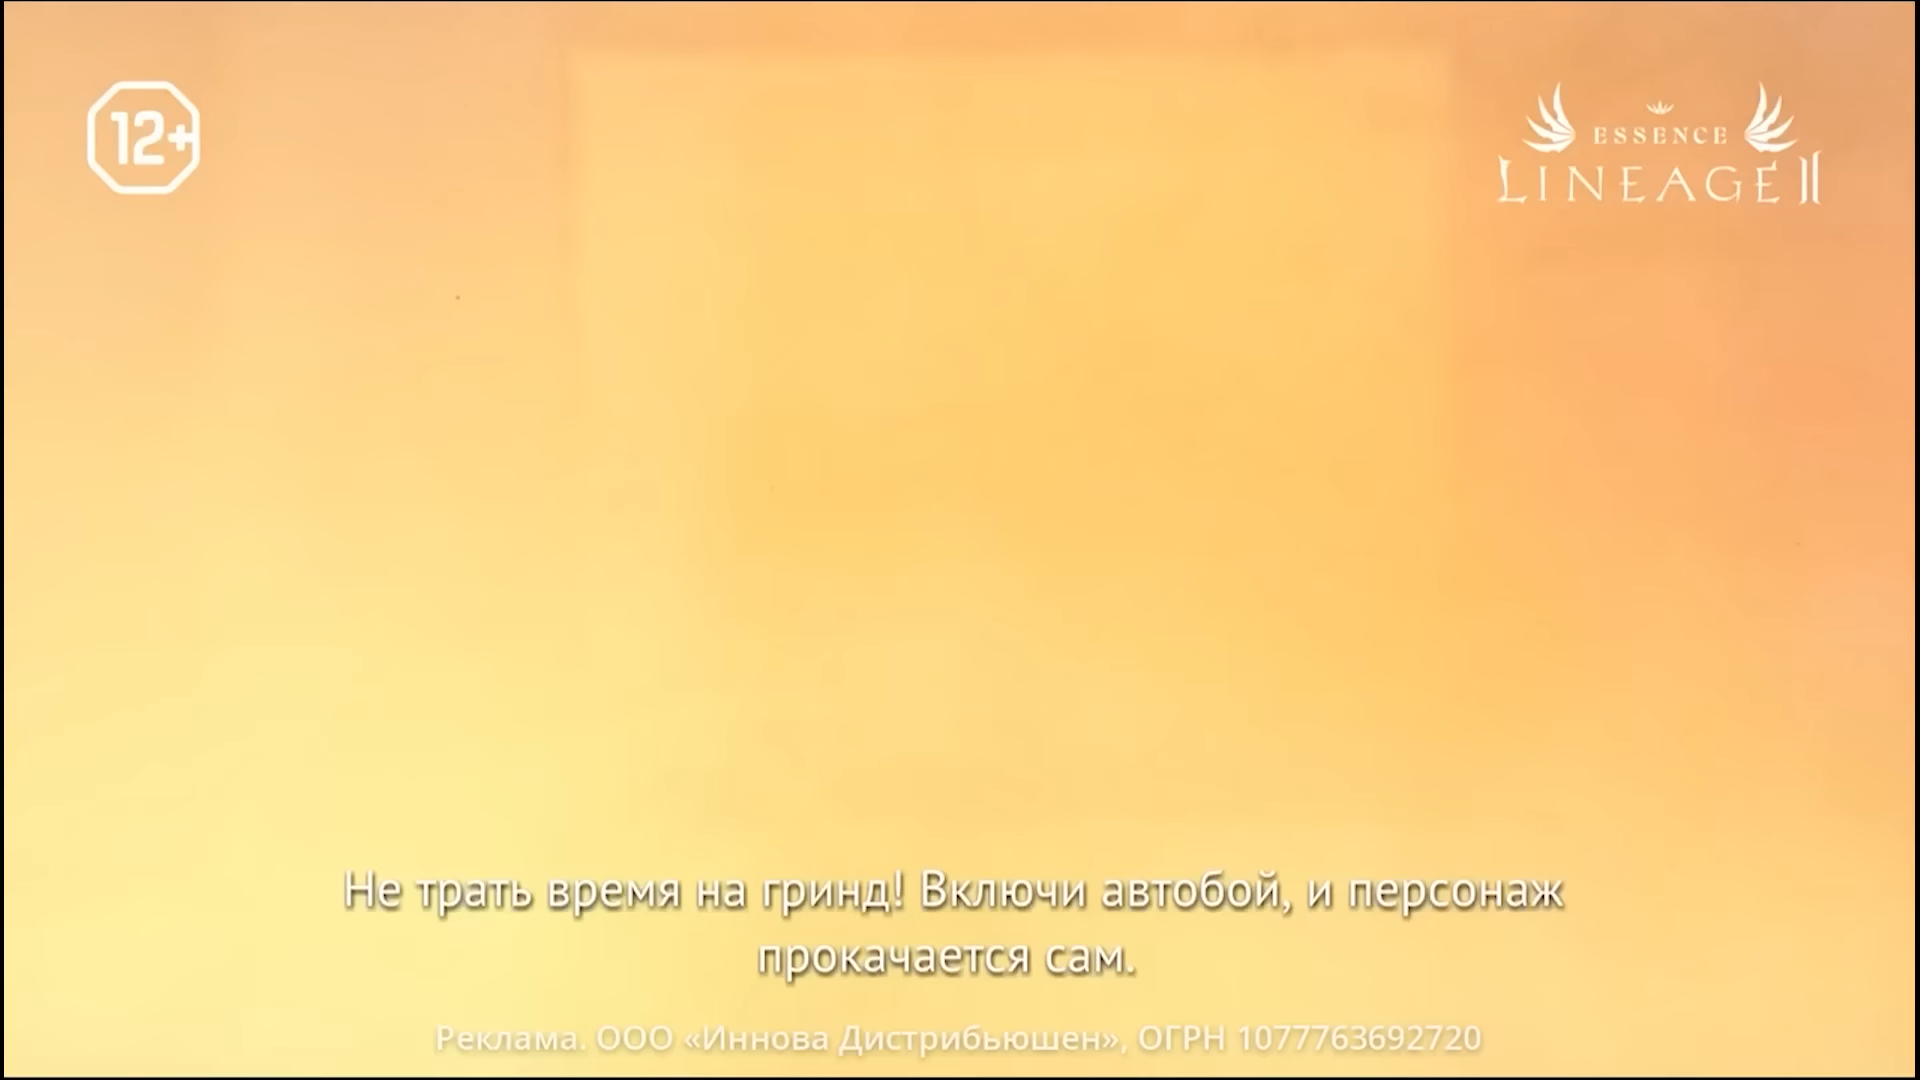 12+
ESSENCE
LINEAGE II
Не трать время на гринд! Включи автобой, и персонаж
прокачается сам.
Реклама. ООО «Иннова Дистрибьюшен», ОГРН 1077763692720